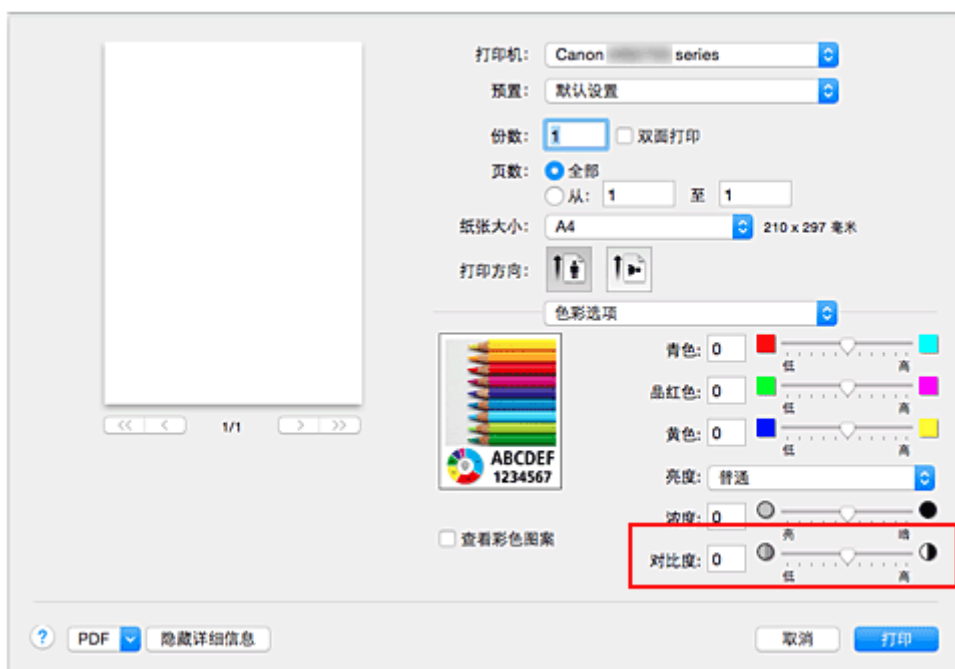 打印机: Canon series
预置: 默认设置
份数: 1 双面打印
页数: 全部
从: 1 至 1
纸张大小: A4 210 x 297 毫米
打印方向:
色彩选项
青色: 0
低 高
品红色: 0
低 高
黄色: 0
低 高
亮度: 普通
浓度: 0
亮 暗
对比度: 0
低 高
ABCDEF
1234567
查看彩色图案
<< < 1/1 > >>
? PDF 隐藏详细信息 取消 打印